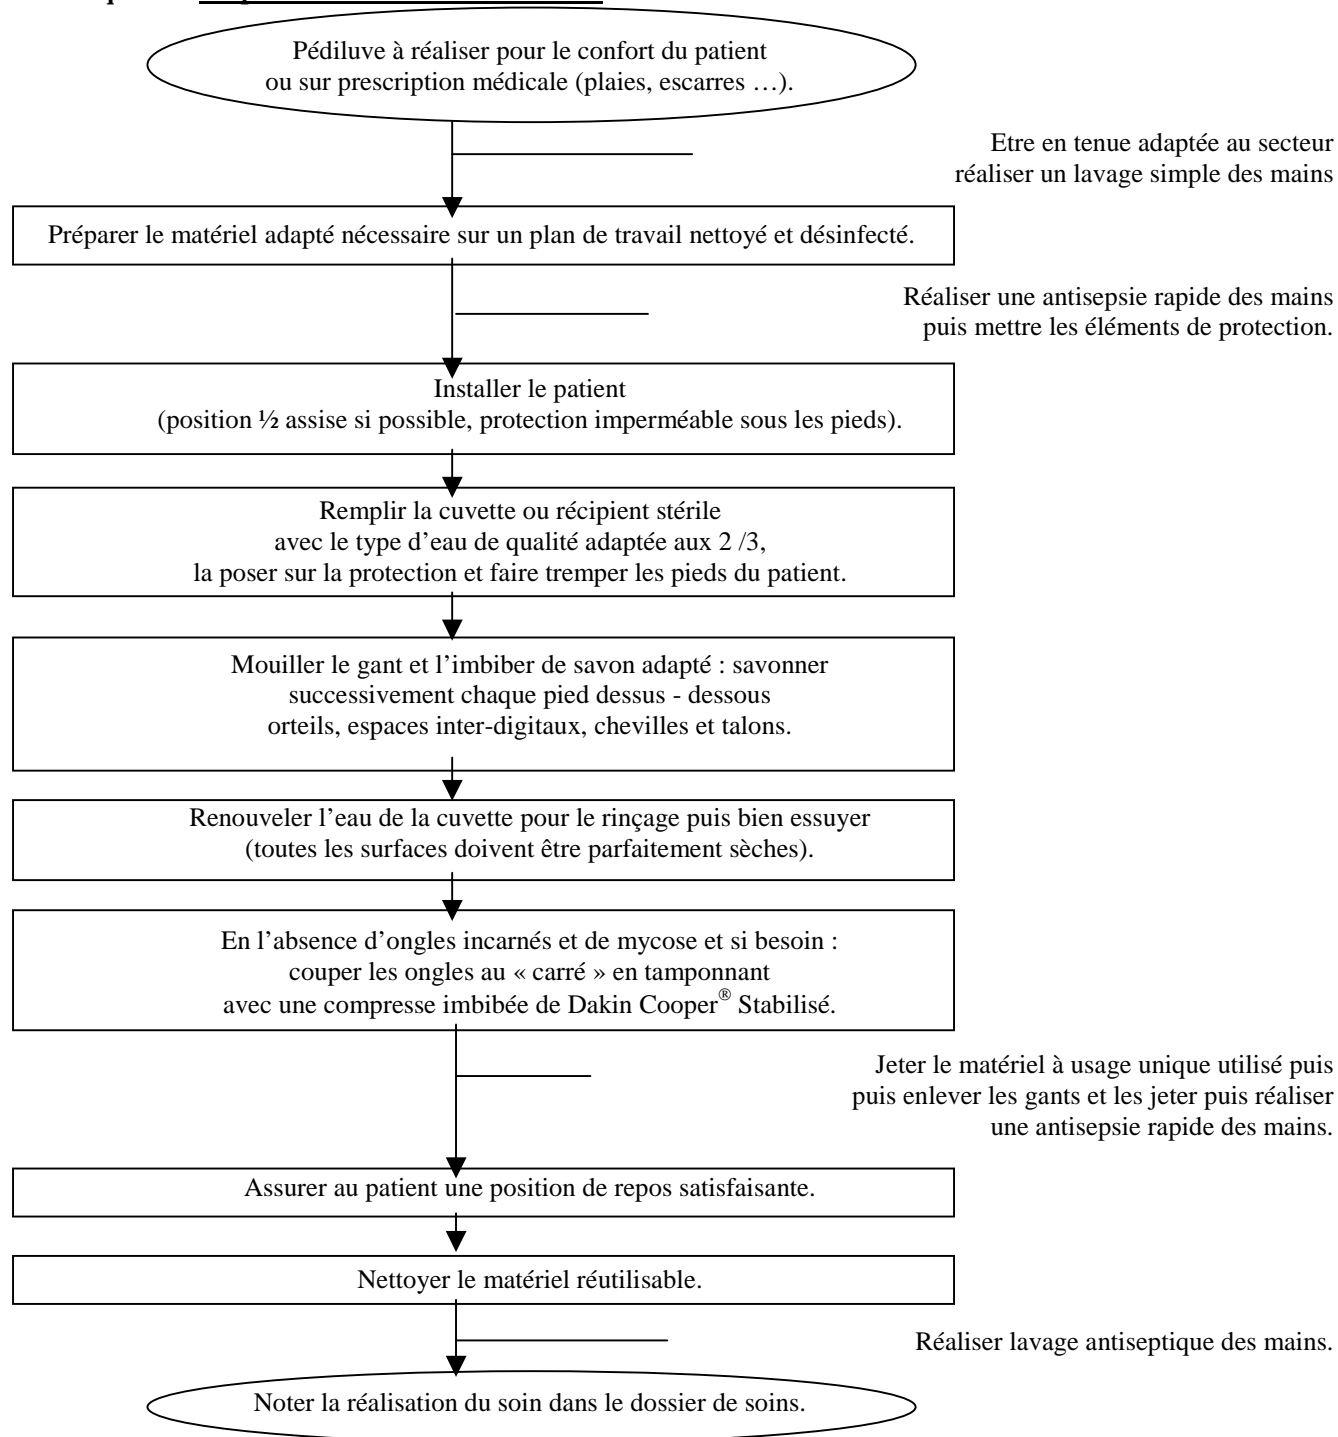 Pédiluve à réaliser pour le confort du patient
ou sur prescription médicale (plaies, escarres …).
Etre en tenue adaptée au secteur
réaliser un lavage simple des mains
Préparer le matériel adapté nécessaire sur un plan de travail nettoyé et désinfecté.
Réaliser une antisepsie rapide des mains
puis mettre les éléments de protection.
Installer le patient
(position ½ assise si possible, protection imperméable sous les pieds).
Remplir la cuvette ou récipient stérile
avec le type d’eau de qualité adaptée aux 2 /3,
la poser sur la protection et faire tremper les pieds du patient.
Mouiller le gant et l’imbiber de savon adapté : savonner
successivement chaque pied dessus - dessous
orteils, espaces inter-digitaux, chevilles et talons.
Renouveler l’eau de la cuvette pour le rinçage puis bien essuyer
(toutes les surfaces doivent être parfaitement sèches).
En l’absence d’ongles incarnés et de mycose et si besoin :
couper les ongles au « carré » en tamponnant
avec une compresse imbibée de Dakin Cooper® Stabilisé.
Jeter le matériel à usage unique utilisé puis
puis enlever les gants et les jeter puis réaliser
une antisepsie rapide des mains.
Assurer au patient une position de repos satisfaisante.
Nettoyer le matériel réutilisable.
Réaliser lavage antiseptique des mains.
Noter la réalisation du soin dans le dossier de soins.